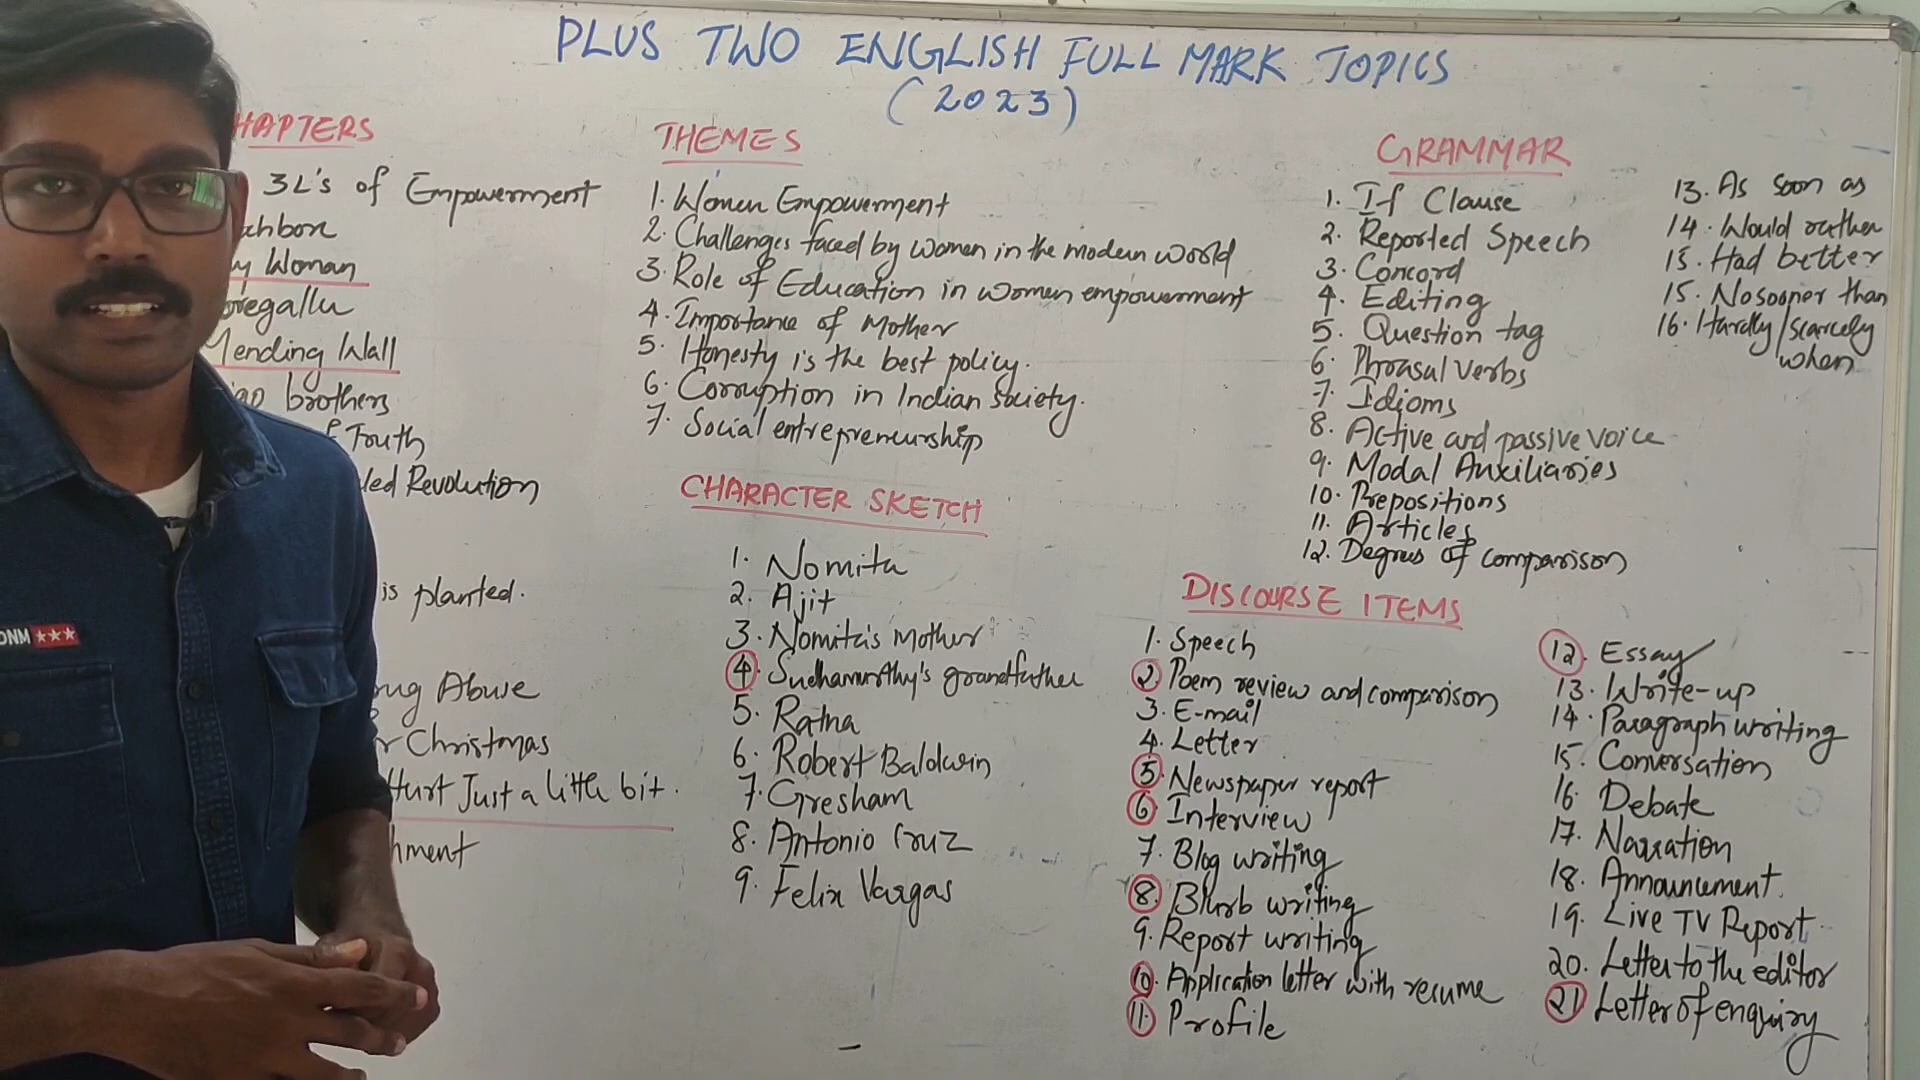 PLUS TWO ENGLISH FULL MARK TOPICS
(2023)
HAPTERS
3L's of Empowerment
chbon
y Woman
oregallu
Mending Wall
brothers
f Truth
led Revolution
is planted.
ug Abuse
r Christmas
Hurt Just a little bit.
hment
THEMES
1. Women Empowerment
2. Challenges faced by women in the modern world
3. Role of Education in women empowerment
4. Importance of Mother
5. Honesty is the best policy.
6. Corruption in Indian society.
7. Social entrepreneurship
CHARACTER SKETCH
1. Nomita
2. Ajit
3. Nomita's mother
4. Sudhamurthy's grandfather
5. Ratna
6. Robert Baldwin
7. Gresham
8. Antonio Cruz
9. Felix Vargas
GRAMMAR
1. If Clause
2. Reported Speech
3. Concord
4. Editing
5. Question tag
6. Phrasal Verbs
7. Idioms
8. Active and passive voice
9. Modal Auxiliaries
10. Prepositions
11. Articles
12. Degrees of comparison
13. As soon as
14. Would rather
15. Had better
15. No sooner than
16. Hardly/scarcely
when
DISCOURSE ITEMS
1. Speech
2. Poem review and comparison
3. E-mail
4. Letter
5. Newspaper report
6. Interview
7. Blog writing
8. Blurb writing
9. Report writing
10. Application letter with resume
11. Profile
12. Essay
13. Write-up
14. Paragraph writing
15. Conversation
16. Debate
17. Narration
18. Announcement.
19. Live TV Report
20. Letter to the editor
21 Letter of enquiry
DNM ★★★